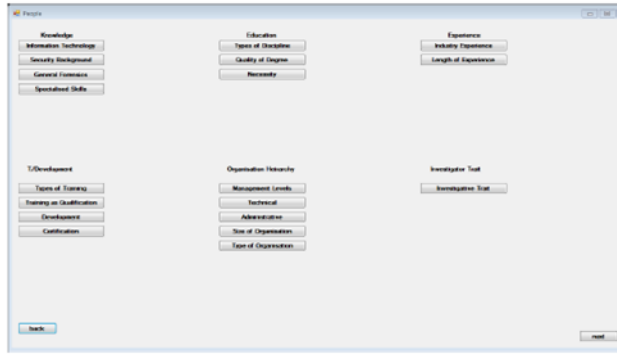 People
Knowledge
Information Technology
Security Background
General Forensics
Specialised Skills
Education
Types of Discipline
Quality of Degree
Necessity
Experience
Industry Experience
Length of Experience
T/Development
Types of Training
Training as Qualification
Development
Certification
Organisation Heirarchy
Management Levels
Technical
Administrative
Size of Organisation
Type of Organisation
Investigator Trait
Investigative Trait
back
next